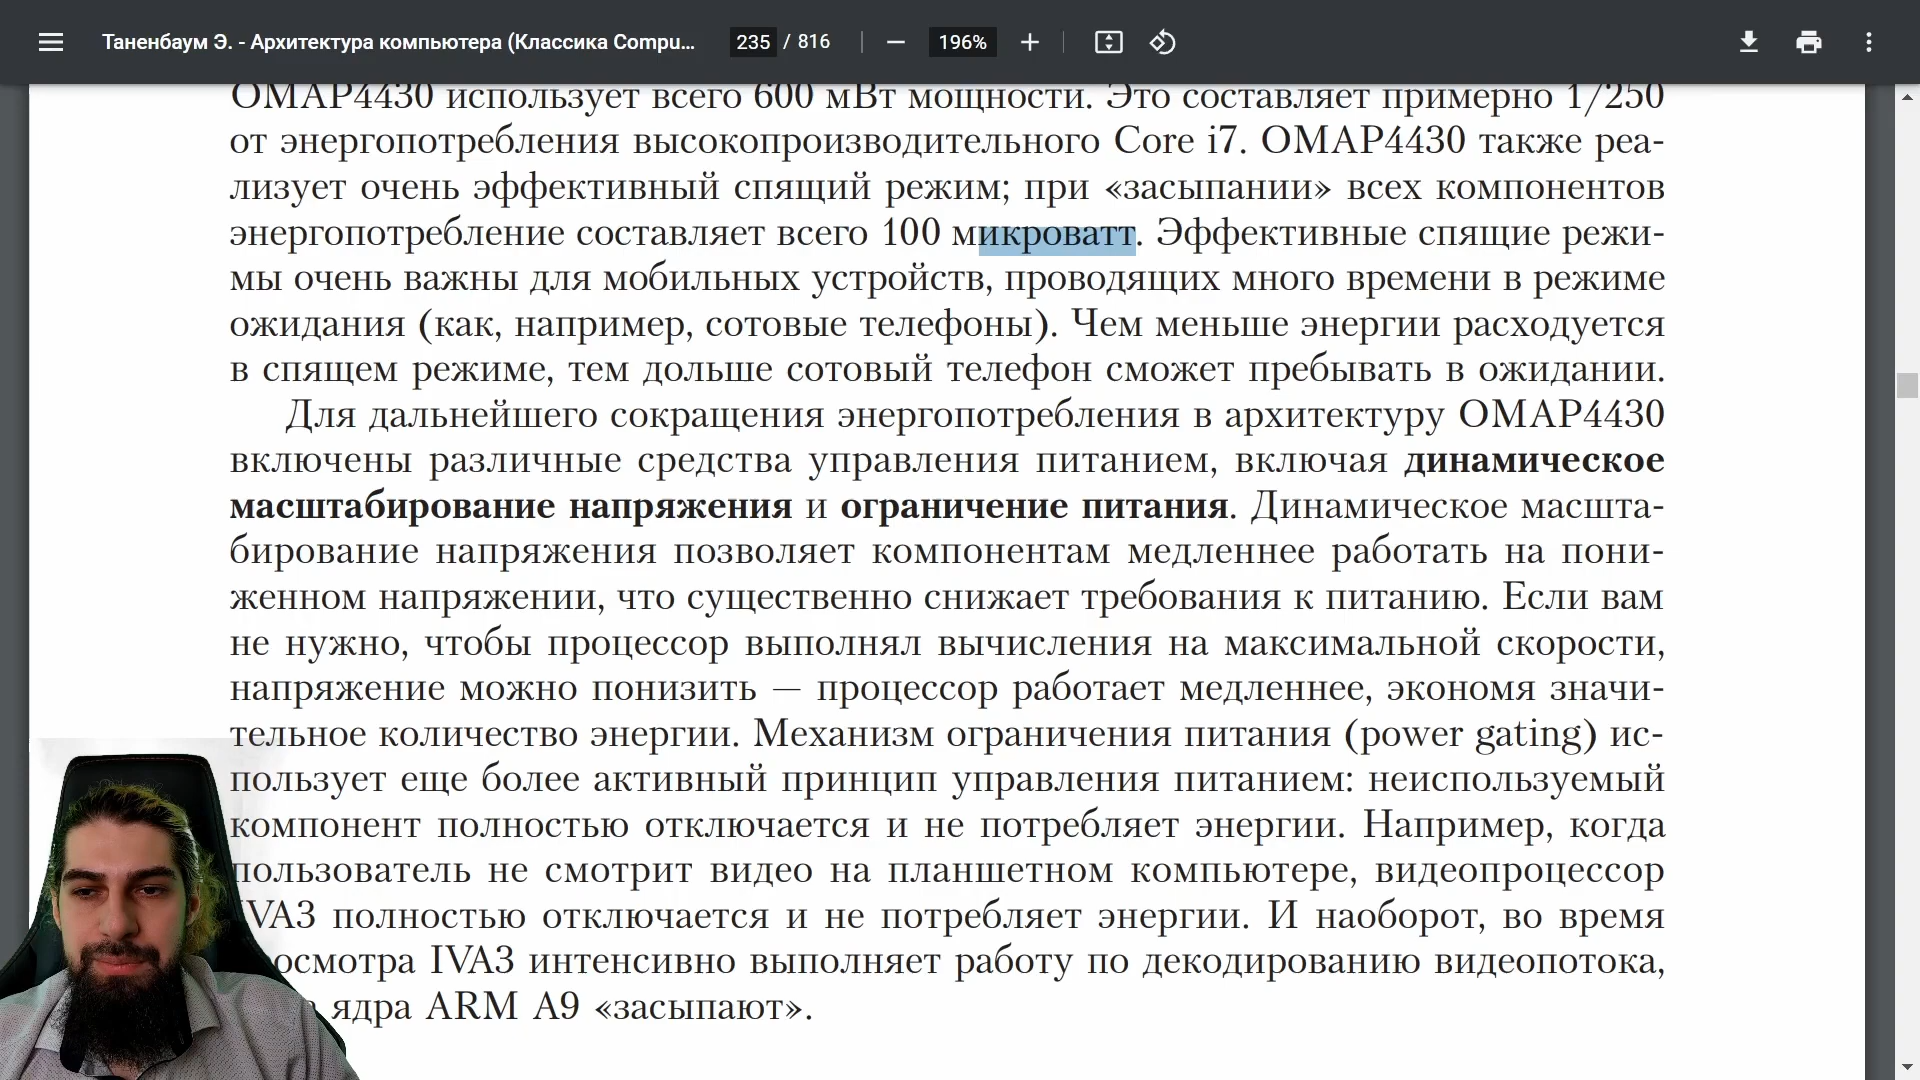 Таненбаум Э. - Архитектура компьютера (Классика Compu...
235 / 816
196%
OMAP4430 использует всего 600 мВт мощности. Это составляет примерно 1/250
от энергопотребления высокопроизводительного Core i7. OMAP4430 также реа-
лизует очень эффективный спящий режим; при «засыпании» всех компонентов
энергопотребление составляет всего 100 микроватт. Эффективные спящие режи-
мы очень важны для мобильных устройств, проводящих много времени в режиме
ожидания (как, например, сотовые телефоны). Чем меньше энергии расходуется
в спящем режиме, тем дольше сотовый телефон сможет пребывать в ожидании.
Для дальнейшего сокращения энергопотребления в архитектуру OMAP4430
включены различные средства управления питанием, включая динамическое
масштабирование напряжения и ограничение питания. Динамическое масшта-
бирование напряжения позволяет компонентам медленнее работать на пони-
женном напряжении, что существенно снижает требования к питанию. Если вам
не нужно, чтобы процессор выполнял вычисления на максимальной скорости,
напряжение можно понизить — процессор работает медленнее, экономя значи-
тельное количество энергии. Механизм ограничения питания (power gating) ис-
пользует еще более активный принцип управления питанием: неиспользуемый
компонент полностью отключается и не потребляет энергии. Например, когда
пользователь не смотрит видео на планшетном компьютере, видеопроцессор
IVA3 полностью отключается и не потребляет энергии. И наоборот, во время
просмотра IVA3 интенсивно выполняет работу по декодированию видеопотока,
ядра ARM A9 «засыпают».